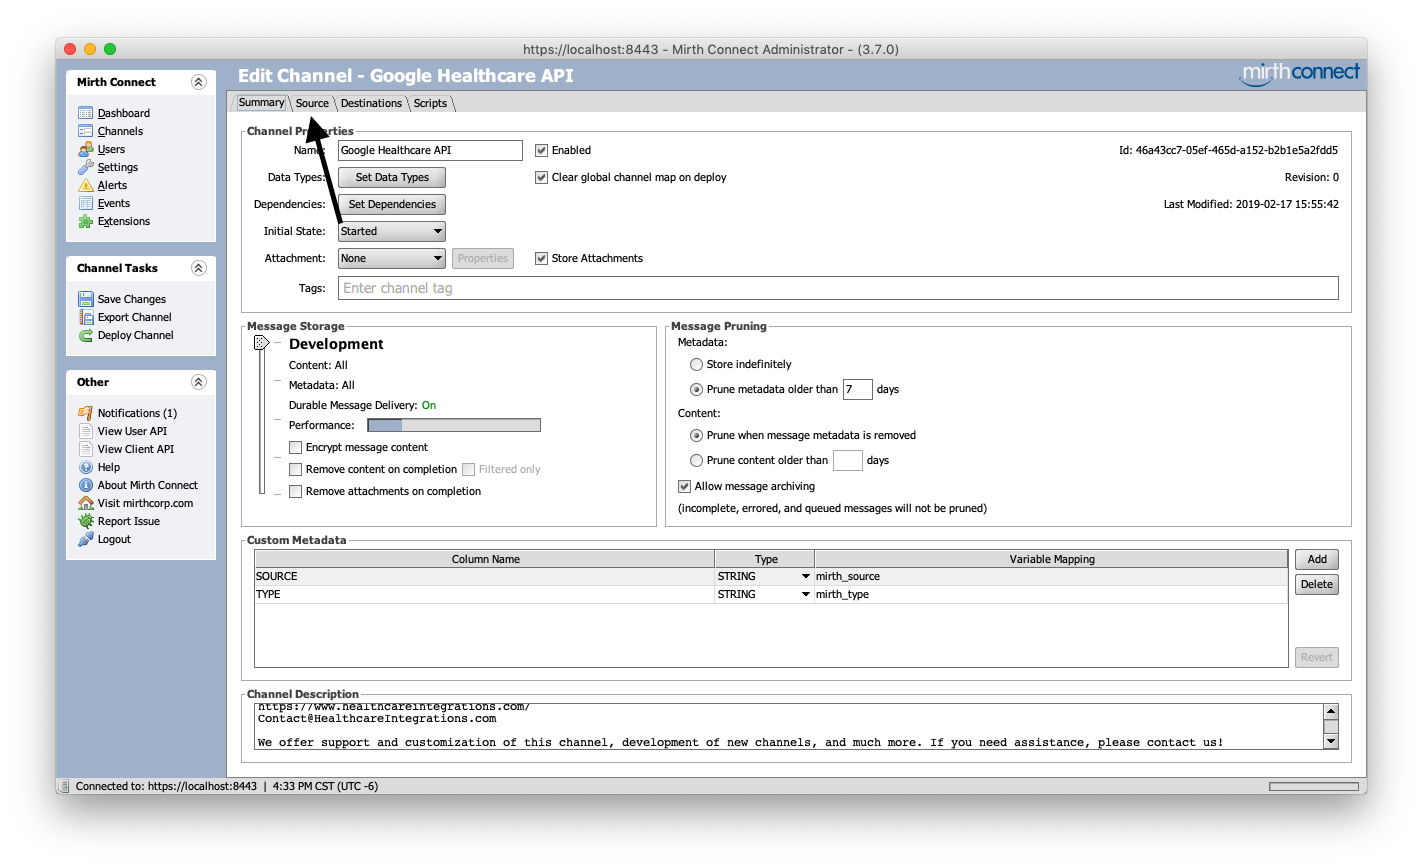 https://localhost:8443 - Mirth Connect Administrator - (3.7.0)
Mirth Connect
Dashboard
Channels
Users
Settings
Alerts
Events
Extensions
Channel Tasks
Save Changes
Export Channel
Deploy Channel
Other
Notifications (1)
View User API
View Client API
Help
About Mirth Connect
Visit mirthcorp.com
Report Issue
Logout
Edit Channel - Google Healthcare API
mirthconnect
Summary Source Destinations Scripts
Channel Properties
Name: Google Healthcare API Enabled Id: 46a43cc7-05ef-465d-a152-b2b1e5a2fdd5
Data Types: Set Data Types Clear global channel map on deploy Revision: 0
Dependencies: Set Dependencies Last Modified: 2019-02-17 15:55:42
Initial State: Started
Attachment: None Properties Store Attachments
Tags: Enter channel tag
Message Storage
Development
Content: All
Metadata: All
Durable Message Delivery: On
Performance:
Encrypt message content
Remove content on completion Filtered only
Remove attachments on completion
Message Pruning
Metadata:
Store indefinitely
Prune metadata older than 7 days
Content:
Prune when message metadata is removed
Prune content older than days
Allow message archiving
(incomplete, errored, and queued messages will not be pruned)
Custom Metadata
Column Name Type Variable Mapping
SOURCE STRING mirth_source
TYPE STRING mirth_type
Add
Delete
Revert
Channel Description
https://www.healthcareintegrations.com/
Contact@HealthcareIntegrations.com
We offer support and customization of this channel, development of new channels, and much more. If you need assistance, please contact us!
Connected to: https://localhost:8443 | 4:33 PM CST (UTC -6)